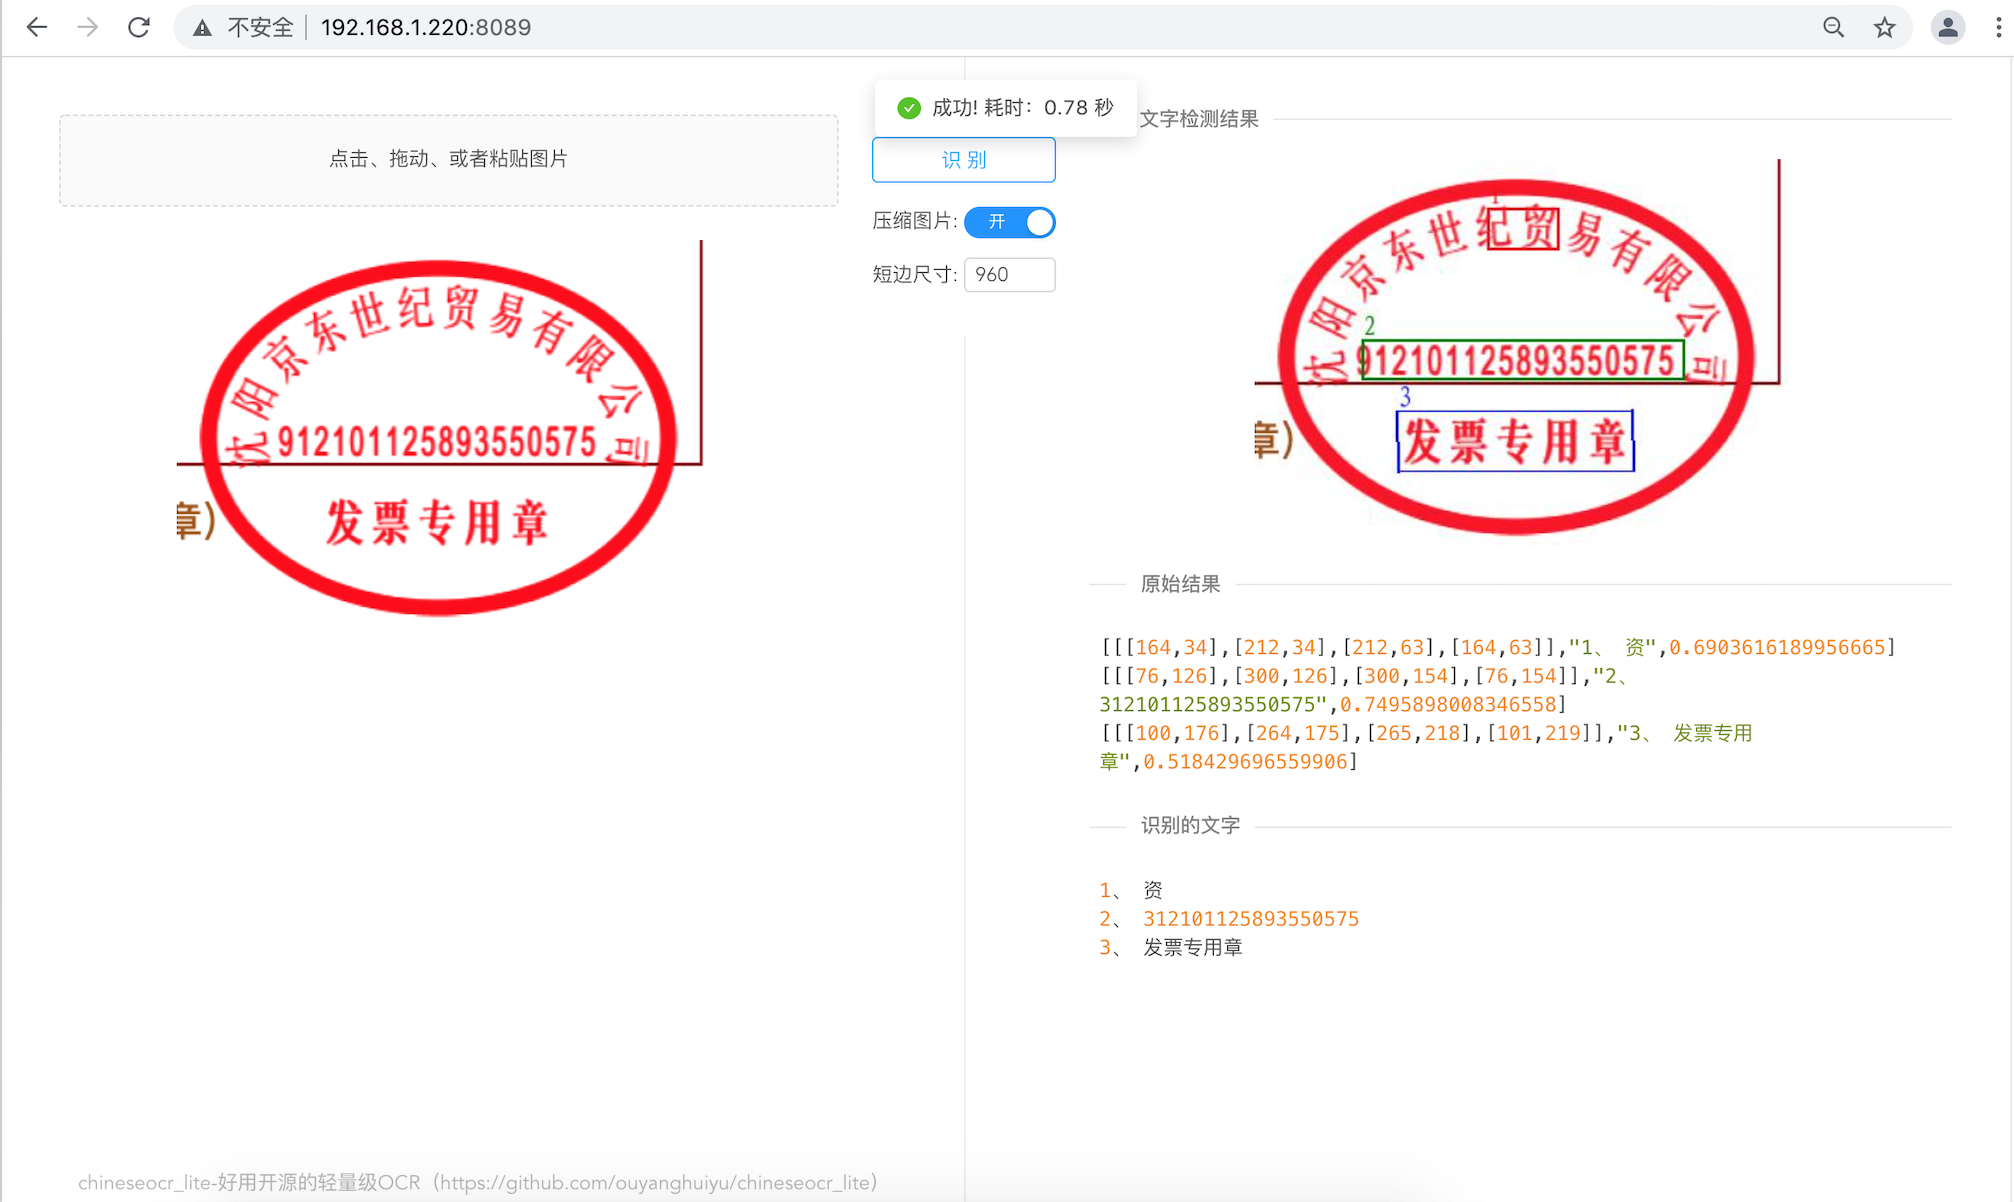 不安全 192.168.1.220:8089
成功! 耗时：0.78 秒
点击、拖动、或者粘贴图片
识 别
压缩图片: 开
短边尺寸: 960
沈阳京东世纪贸易有限公司
912101125893550575
发票专用章
章）
文字检测结果
1
沈阳京东世纪贸易有限公司
2
912101125893550575
3
发票专用章
章）
原始结果
[[[164,34],[212,34],[212,63],[164,63]],"1、 资",0.6903616189956665]
[[[76,126],[300,126],[300,154],[76,154]],"2、
312101125893550575",0.7495898008346558]
[[[100,176],[264,175],[265,218],[101,219]],"3、 发票专用
章",0.518429696559906]
识别的文字
1、 资
2、 312101125893550575
3、 发票专用章
chineseocr_lite-好用开源的轻量级OCR（https://github.com/ouyanghuiyu/chineseocr_lite）